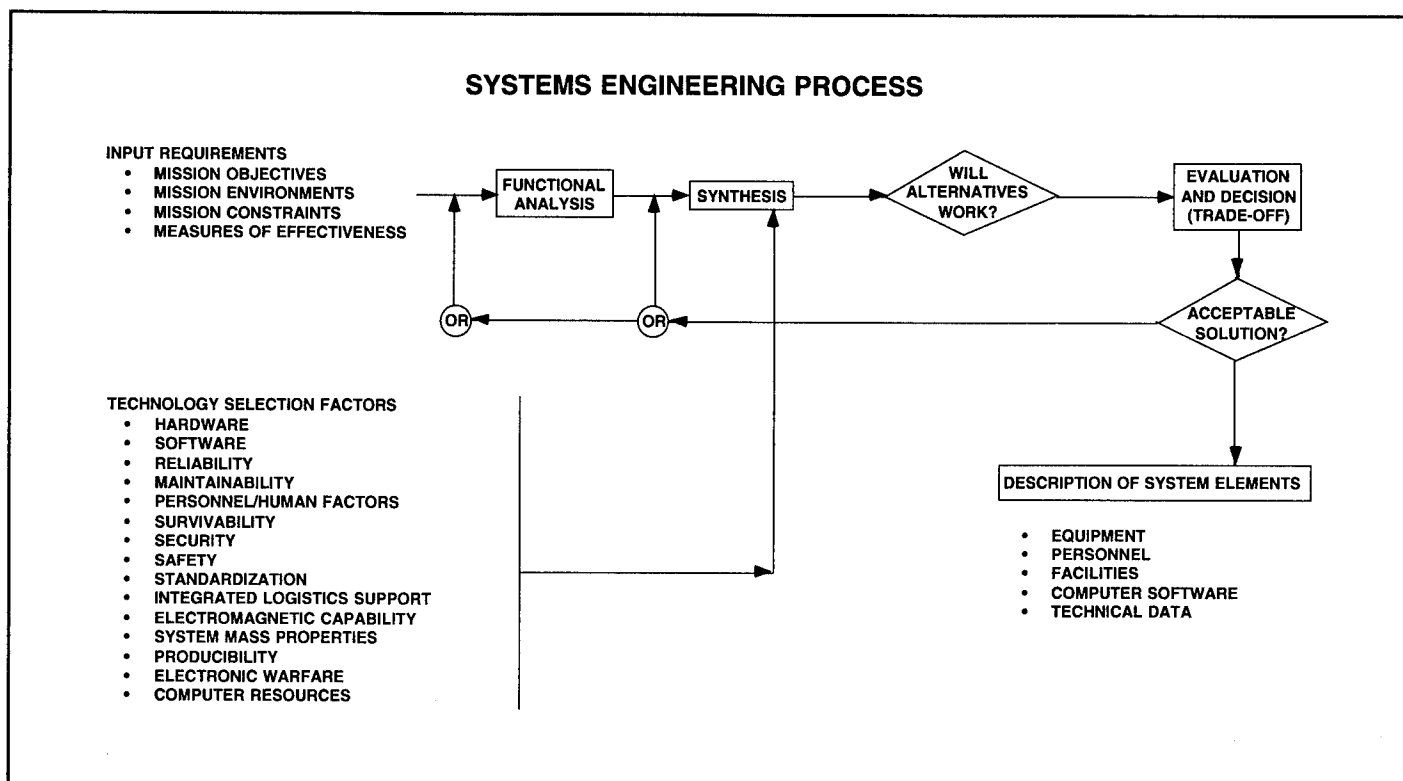 SYSTEMS ENGINEERING PROCESS
INPUT REQUIREMENTS
• MISSION OBJECTIVES
• MISSION ENVIRONMENTS
• MISSION CONSTRAINTS
• MEASURES OF EFFECTIVENESS
FUNCTIONAL
ANALYSIS
SYNTHESIS
WILL
ALTERNATIVES
WORK?
EVALUATION
AND DECISION
(TRADE-OFF)
OR
OR
ACCEPTABLE
SOLUTION?
TECHNOLOGY SELECTION FACTORS
• HARDWARE
• SOFTWARE
• RELIABILITY
• MAINTAINABILITY
• PERSONNEL/HUMAN FACTORS
• SURVIVABILITY
• SECURITY
• SAFETY
• STANDARDIZATION
• INTEGRATED LOGISTICS SUPPORT
• ELECTROMAGNETIC CAPABILITY
• SYSTEM MASS PROPERTIES
• PRODUCIBILITY
• ELECTRONIC WARFARE
• COMPUTER RESOURCES
DESCRIPTION OF SYSTEM ELEMENTS
• EQUIPMENT
• PERSONNEL
• FACILITIES
• COMPUTER SOFTWARE
• TECHNICAL DATA